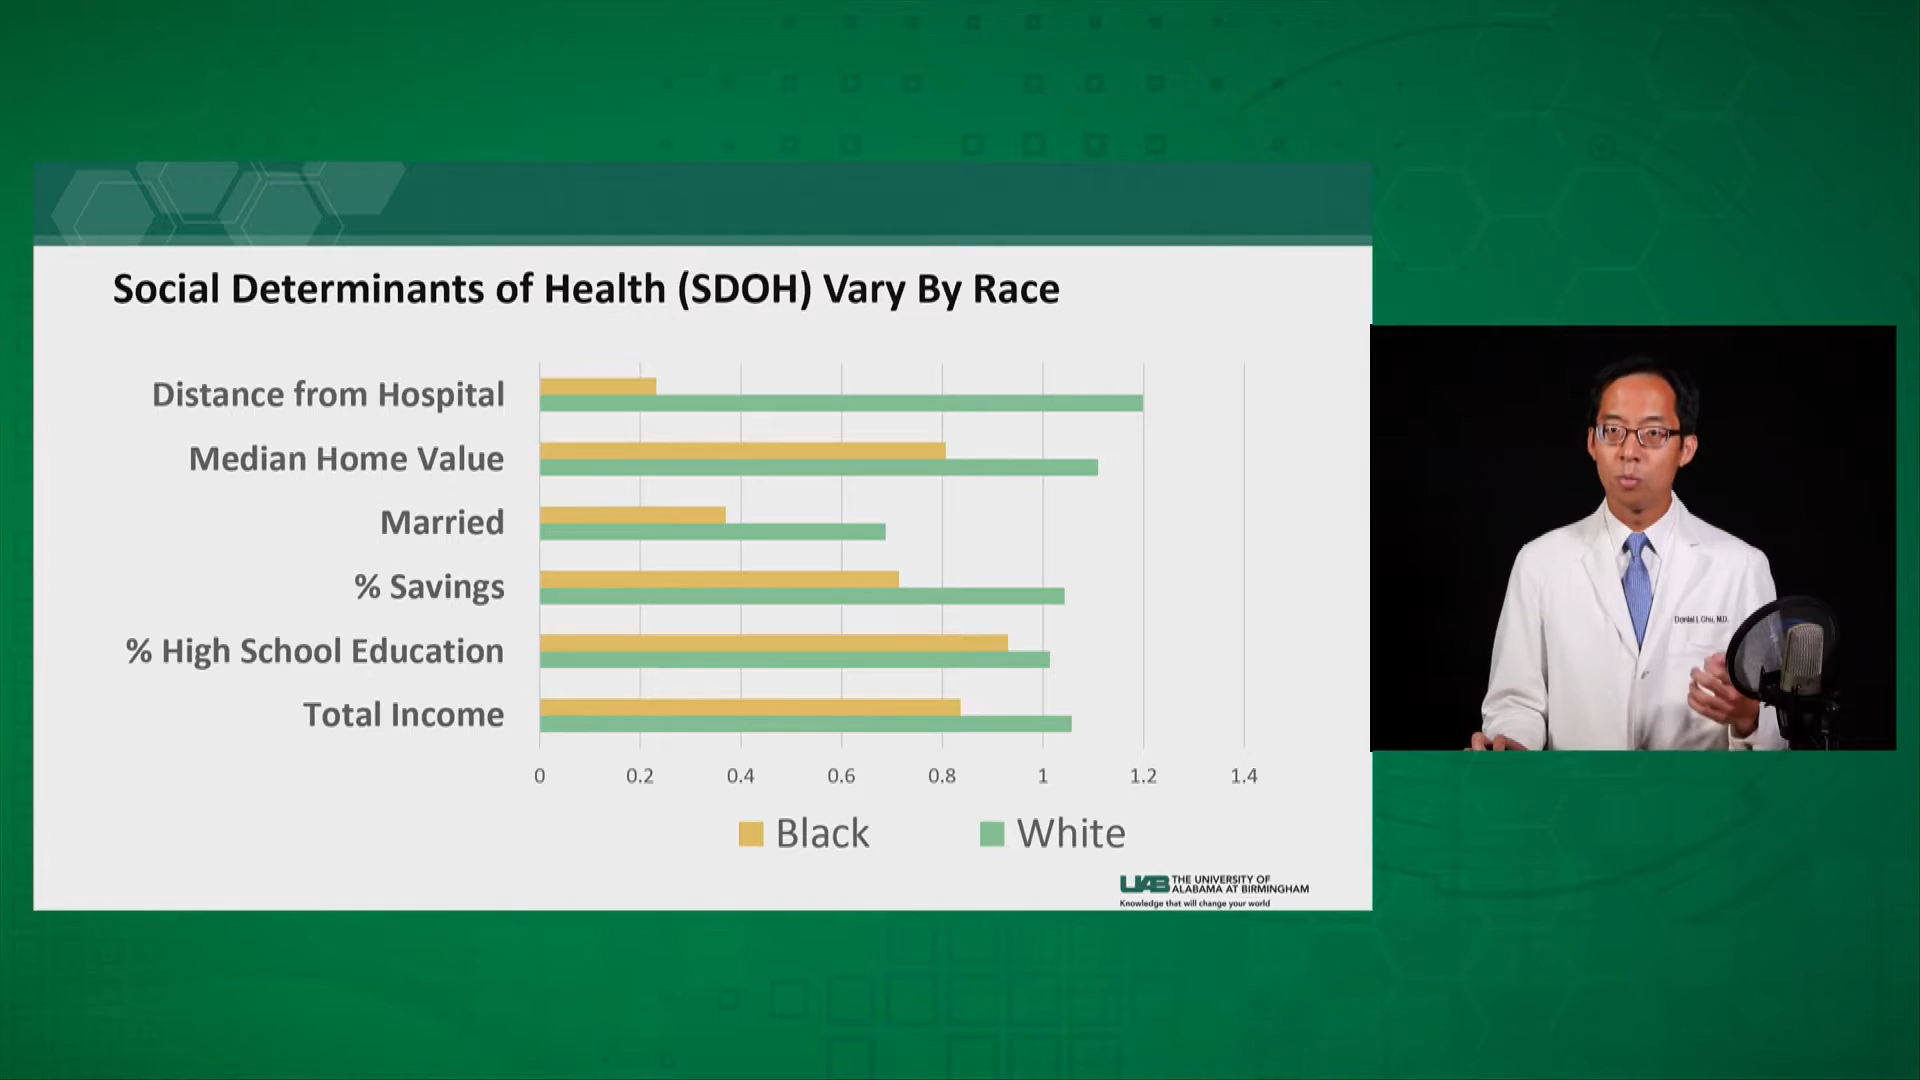 Social Determinants of Health (SDOH) Vary By Race
Distance from Hospital
Median Home Value
Married
% Savings
% High School Education
Total Income
0 0.2 0.4 0.6 0.8 1 1.2 1.4
Black White
UAB THE UNIVERSITY OF
ALABAMA AT BIRMINGHAM
Knowledge that will change your world
Daniel I. Chu, M.D.